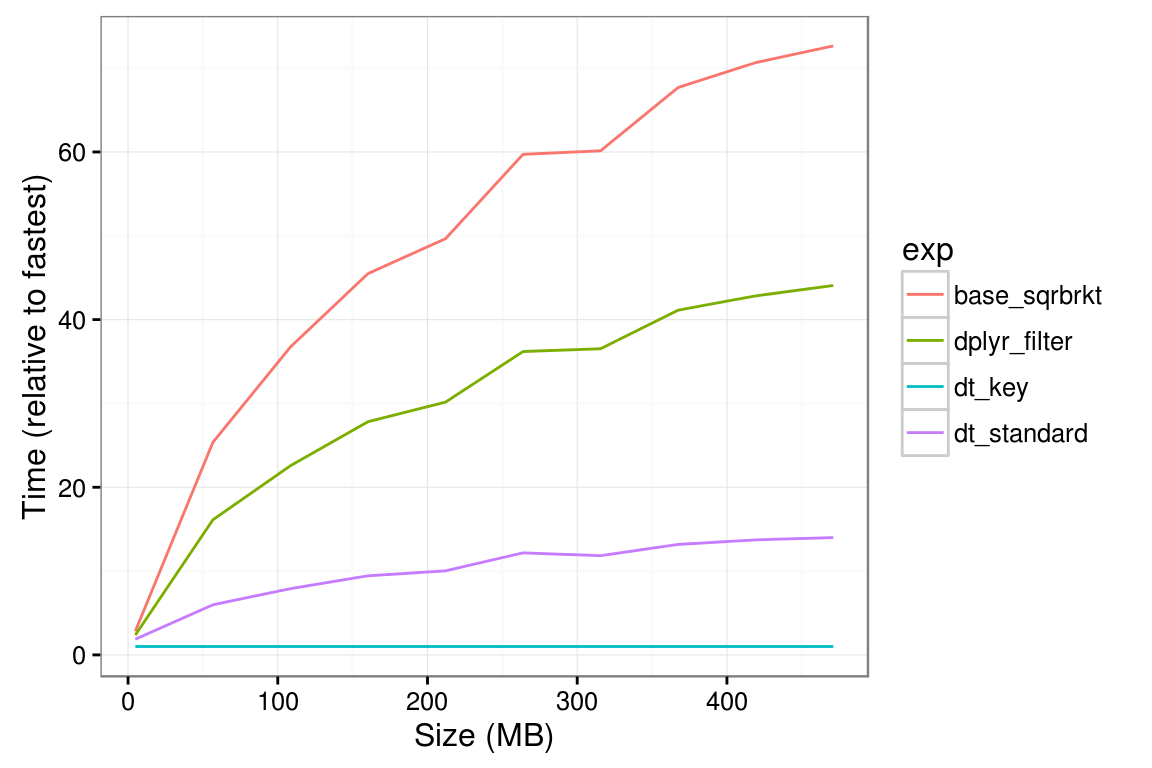 Time (relative to fastest)
60
40
20
0
0 100 200 300 400
Size (MB)
exp
base_sqrbrkt
dplyr_filter
dt_key
dt_standard